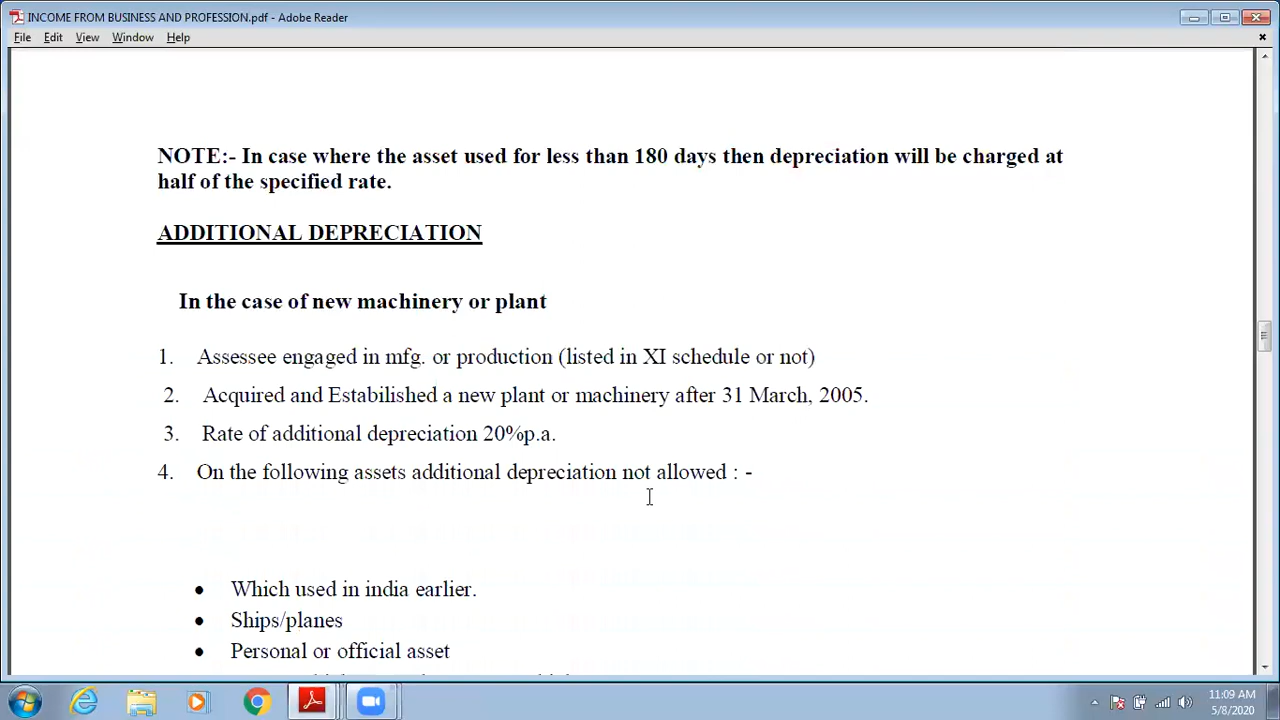 INCOME FROM BUSINESS AND PROFESSION.pdf - Adobe Reader
File Edit View Window Help
NOTE:- In case where the asset used for less than 180 days then depreciation will be charged at
half of the specified rate.
ADDITIONAL DEPRECIATION
In the case of new machinery or plant
1. Assessee engaged in mfg. or production (listed in XI schedule or not)
2. Acquired and Estabilished a new plant or machinery after 31 March, 2005.
3. Rate of additional depreciation 20%p.a.
4. On the following assets additional depreciation not allowed : -
• Which used in india earlier.
• Ships/planes
• Personal or official asset
11:09 AM
5/8/2020